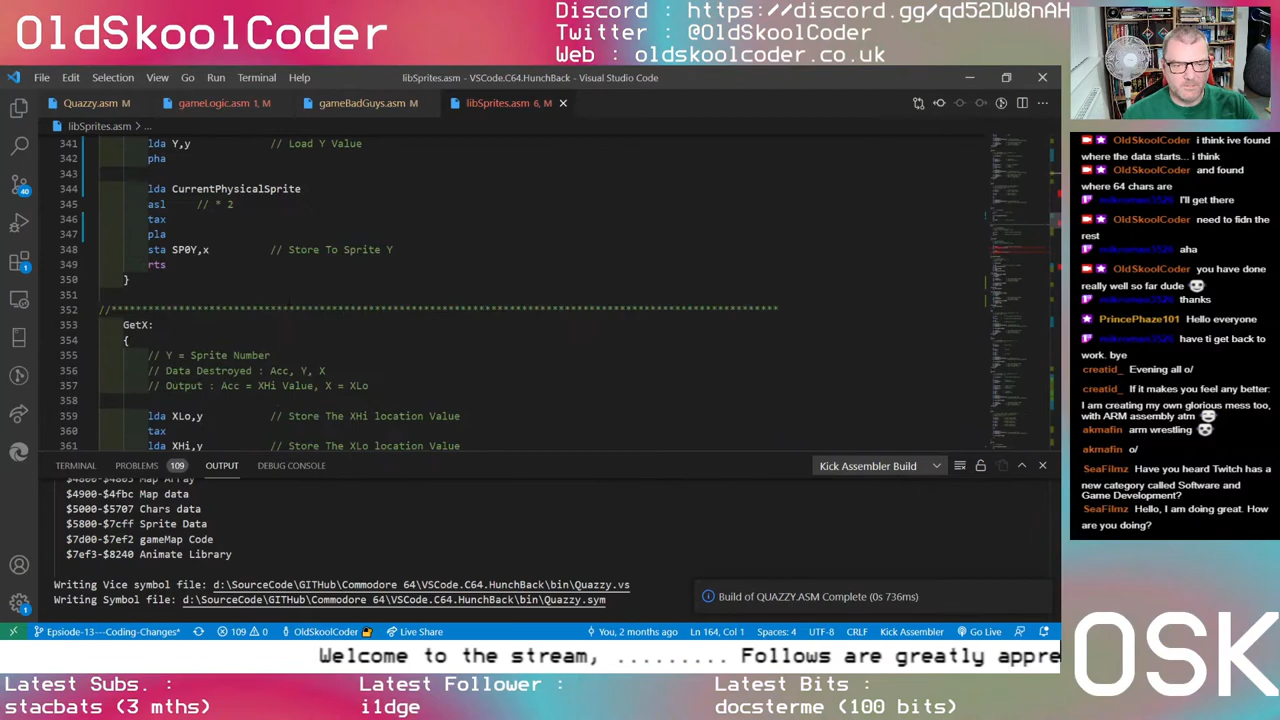 OldSkoolCoder
Discord : https://discord.gg/qd52DW8nAH
Twitter : @OldSkoolCoder
Web : oldskoolcoder.co.uk
File Edit Selection View Go Run Terminal Help
libSprites.asm - VSCode.C64.HunchBack - Visual Studio Code
Quazzy.asm M
gameLogic.asm 1, M
gameBadGuys.asm M
libSprites.asm 6, M
libSprites.asm > ...
341 lda Y,y // Load Y Value
342 pha
343
344 lda CurrentPhysicalSprite
345 asl // * 2
346 tax
347 pla
348 sta SP0Y,x // Store To Sprite Y
349 rts
350 }
351
352 //***************************************************************************************************
353 GetX:
354 {
355 // Y = Sprite Number
356 // Data Destroyed : Acc, Y, X
357 // Output : Acc = XHi Value, X = XLo
358
359 lda XLo,y // Store The XHi location Value
360 tax
361 lda XHi,y // Store The XLo location Value
TERMINAL PROBLEMS 109 OUTPUT DEBUG CONSOLE
Kick Assembler Build
Map Array
$4900-$4fbc Map data
$5000-$5707 Chars data
$5800-$7cff Sprite Data
$7d00-$7ef2 gameMap Code
$7ef3-$8240 Animate Library
Writing Vice symbol file: d:\SourceCode\GITHub\Commodore 64\VSCode.C64.HunchBack\bin\Quazzy.vs
Writing Symbol file: d:\SourceCode\GITHub\Commodore 64\VSCode.C64.HunchBack\bin\Quazzy.sym
Build of QUAZZY.ASM Complete (0s 736ms)
40
1
1
Epsiode-13---Coding-Changes* 109 0 OldSkoolCoder Live Share You, 2 months ago Ln 164, Col 1 Spaces: 4 UTF-8 CRLF Kick Assembler Go Live
OldSkoolCoder i think ive found
where the data starts... i think
OldSkoolCoder and found
where 64 chars are
I'll get there
OldSkoolCoder need to fidn the
rest
aha
OldSkoolCoder you have done
really well so far dude
thanks
PrincePhaze101 Hello everyone
have ti get back to
work. bye
creatid_ Evening all o/
creatid_ If it makes you feel any better:
I am creating my own glorious mess too,
with ARM assembly atm
akmafin arm wrestling
akmafin o/
SeaFilmz Have you heard Twitch has a
new category called Software and
Game Development?
SeaFilmz Hello, I am doing great. How
are you doing?
OSK
Welcome to the stream, ......... Follows are greatly appre
Latest Subs. :
stacbats (3 mths)
Latest Follower :
i1dge
Latest Bits :
docsterme (100 bits)